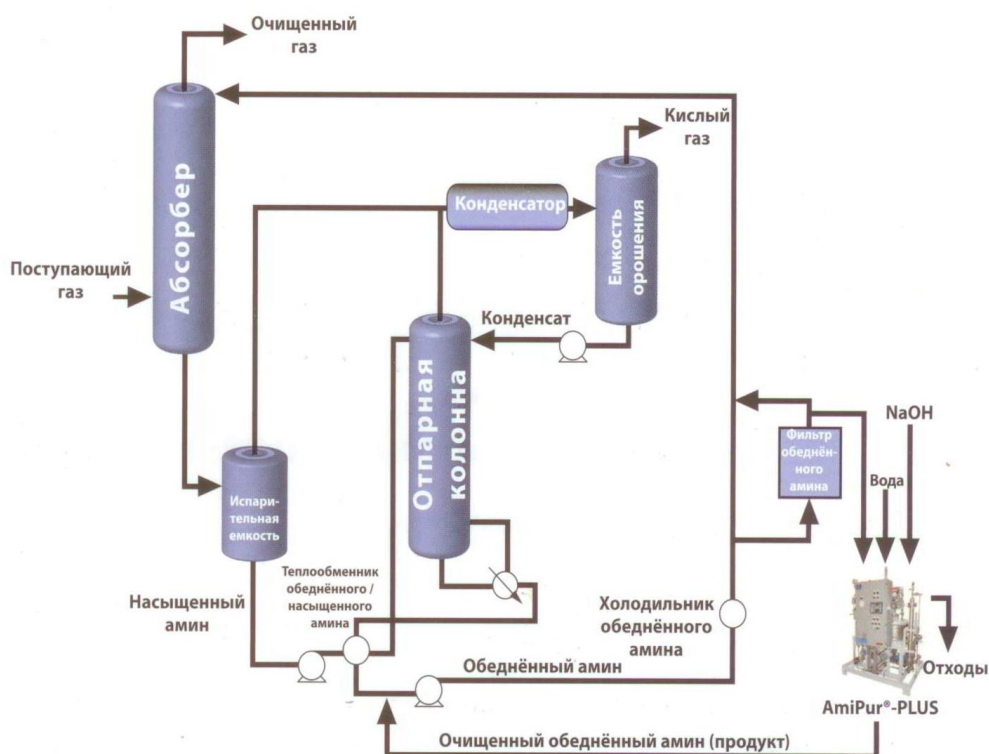 Очищенный
газ
Абсорбер
Поступающий
газ
Кислый
газ
Конденсатор
Емкость
орошения
Конденсат
Отпарная
колонна
Испари-
тельная
емкость
Насыщенный
амин
Теплообменник
обеднённого /
насыщенного
амина
Обеднённый амин
Холодильник
обеднённого
амина
Фильтр
обеднён-
ного
амина
NaOH
Вода
Отходы
AmiPur®-PLUS
Очищенный обеднённый амин (продукт)